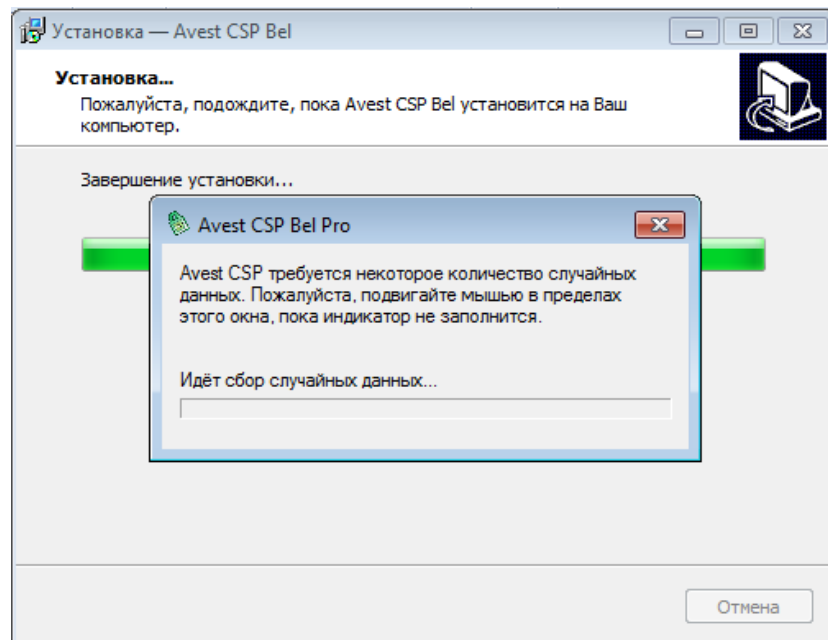 Установка — Avest CSP Bel
Установка...
Пожалуйста, подождите, пока Avest CSP Bel установится на Ваш
компьютер.
Завершение установки...
Avest CSP Bel Pro
Avest CSP требуется некоторое количество случайных
данных. Пожалуйста, подвигайте мышью в пределах
этого окна, пока индикатор не заполнится.
Идёт сбор случайных данных...
Отмена